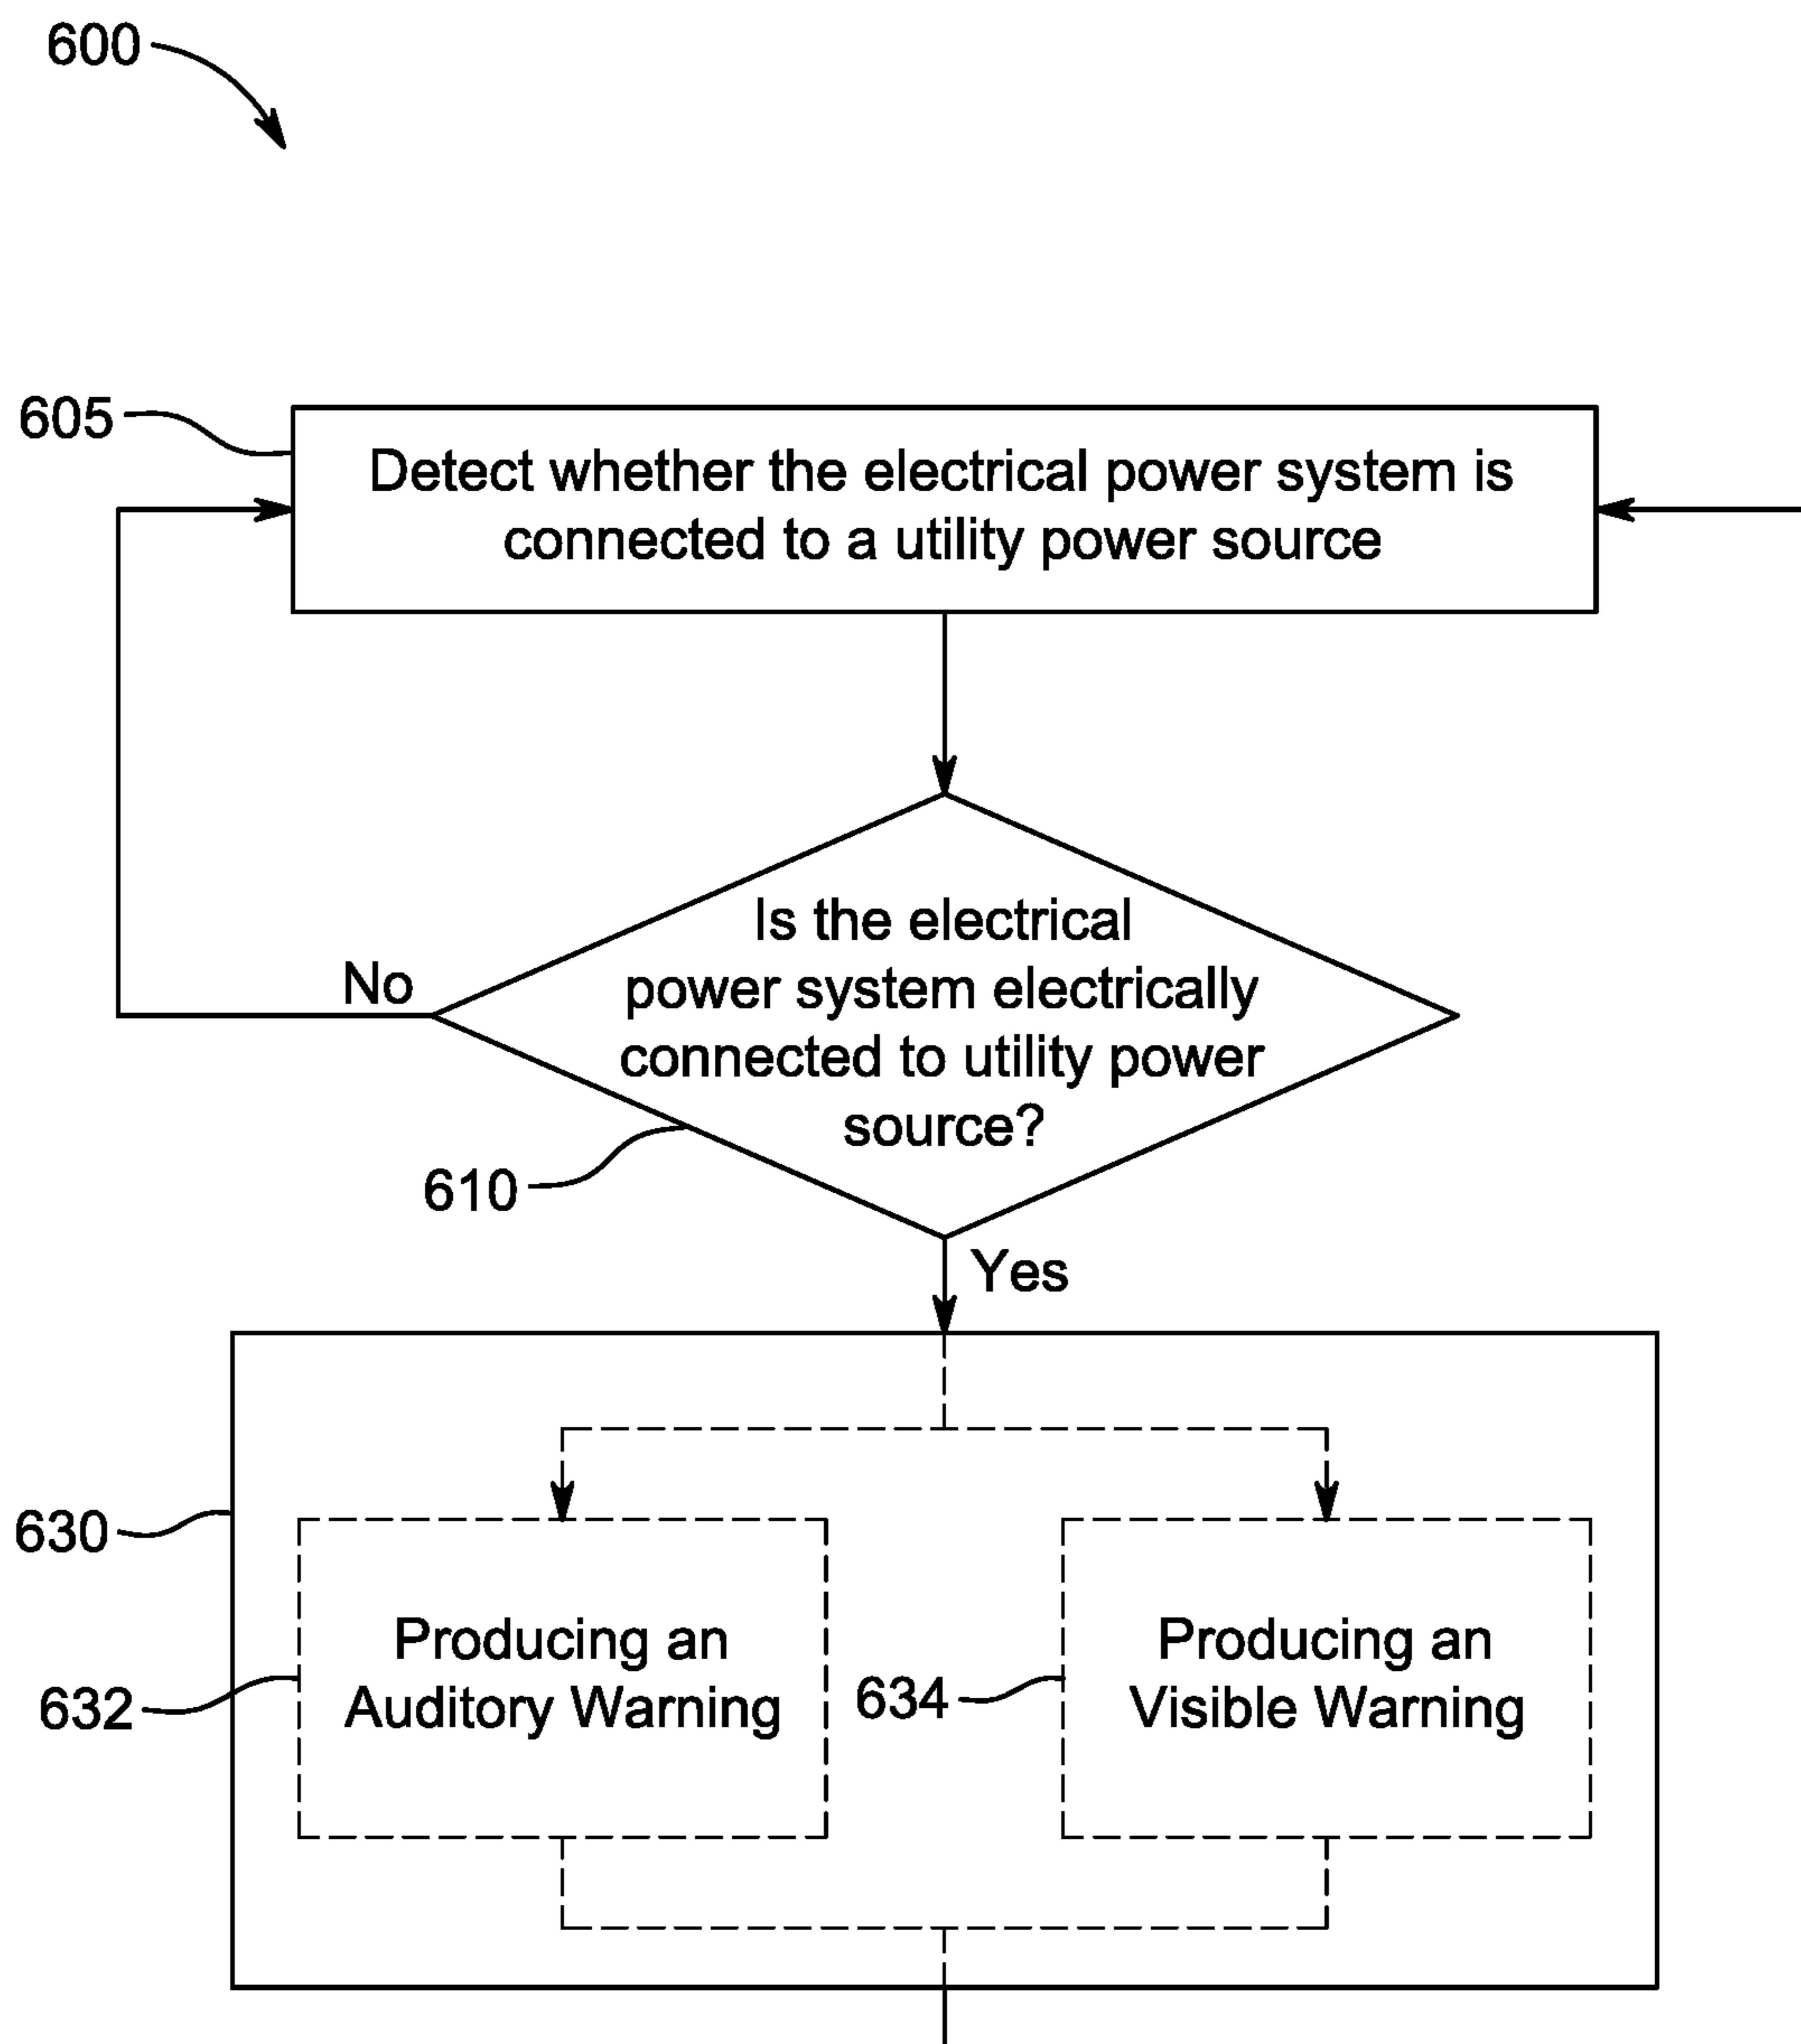 600
605
Detect whether the electrical power system is
connected to a utility power source
Is the electrical
power system electrically
connected to utility power
source?
No
610
Yes
630
632
Producing an
Auditory Warning
634
Producing an
Visible Warning